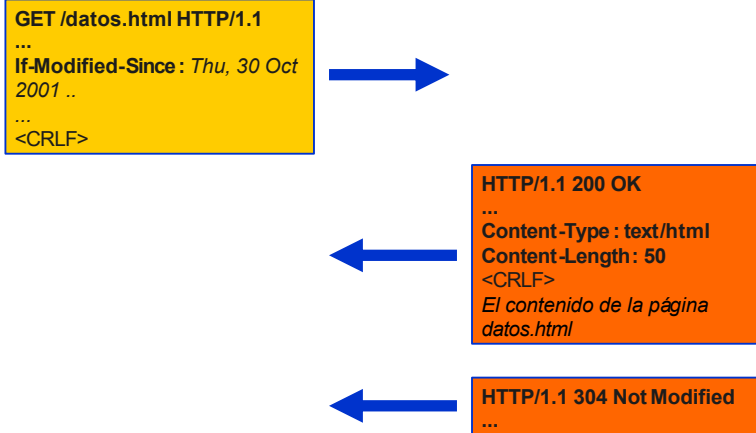 GET /datos.html HTTP/1.1
...
If-Modified-Since: Thu, 30 Oct
2001 ..
...
<CRLF>
HTTP/1.1 200 OK
...
Content-Type: text/html
Content-Length: 50
<CRLF>
El contenido de la página
datos.html
HTTP/1.1 304 Not Modified
...